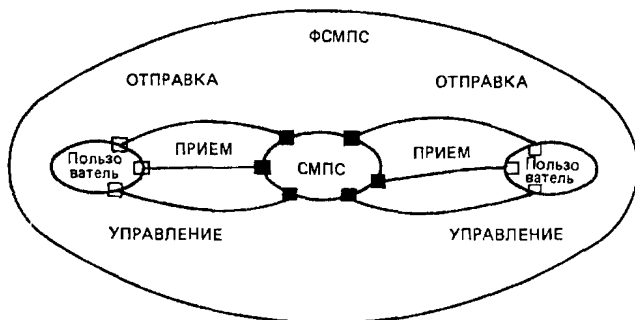 ФСМПС
ОТПРАВКА
ОТПРАВКА
Пользо
ватель
ПРИЕМ
СМПС
ПРИЕМ
Пользо
ватель
УПРАВЛЕНИЕ
УПРАВЛЕНИЕ